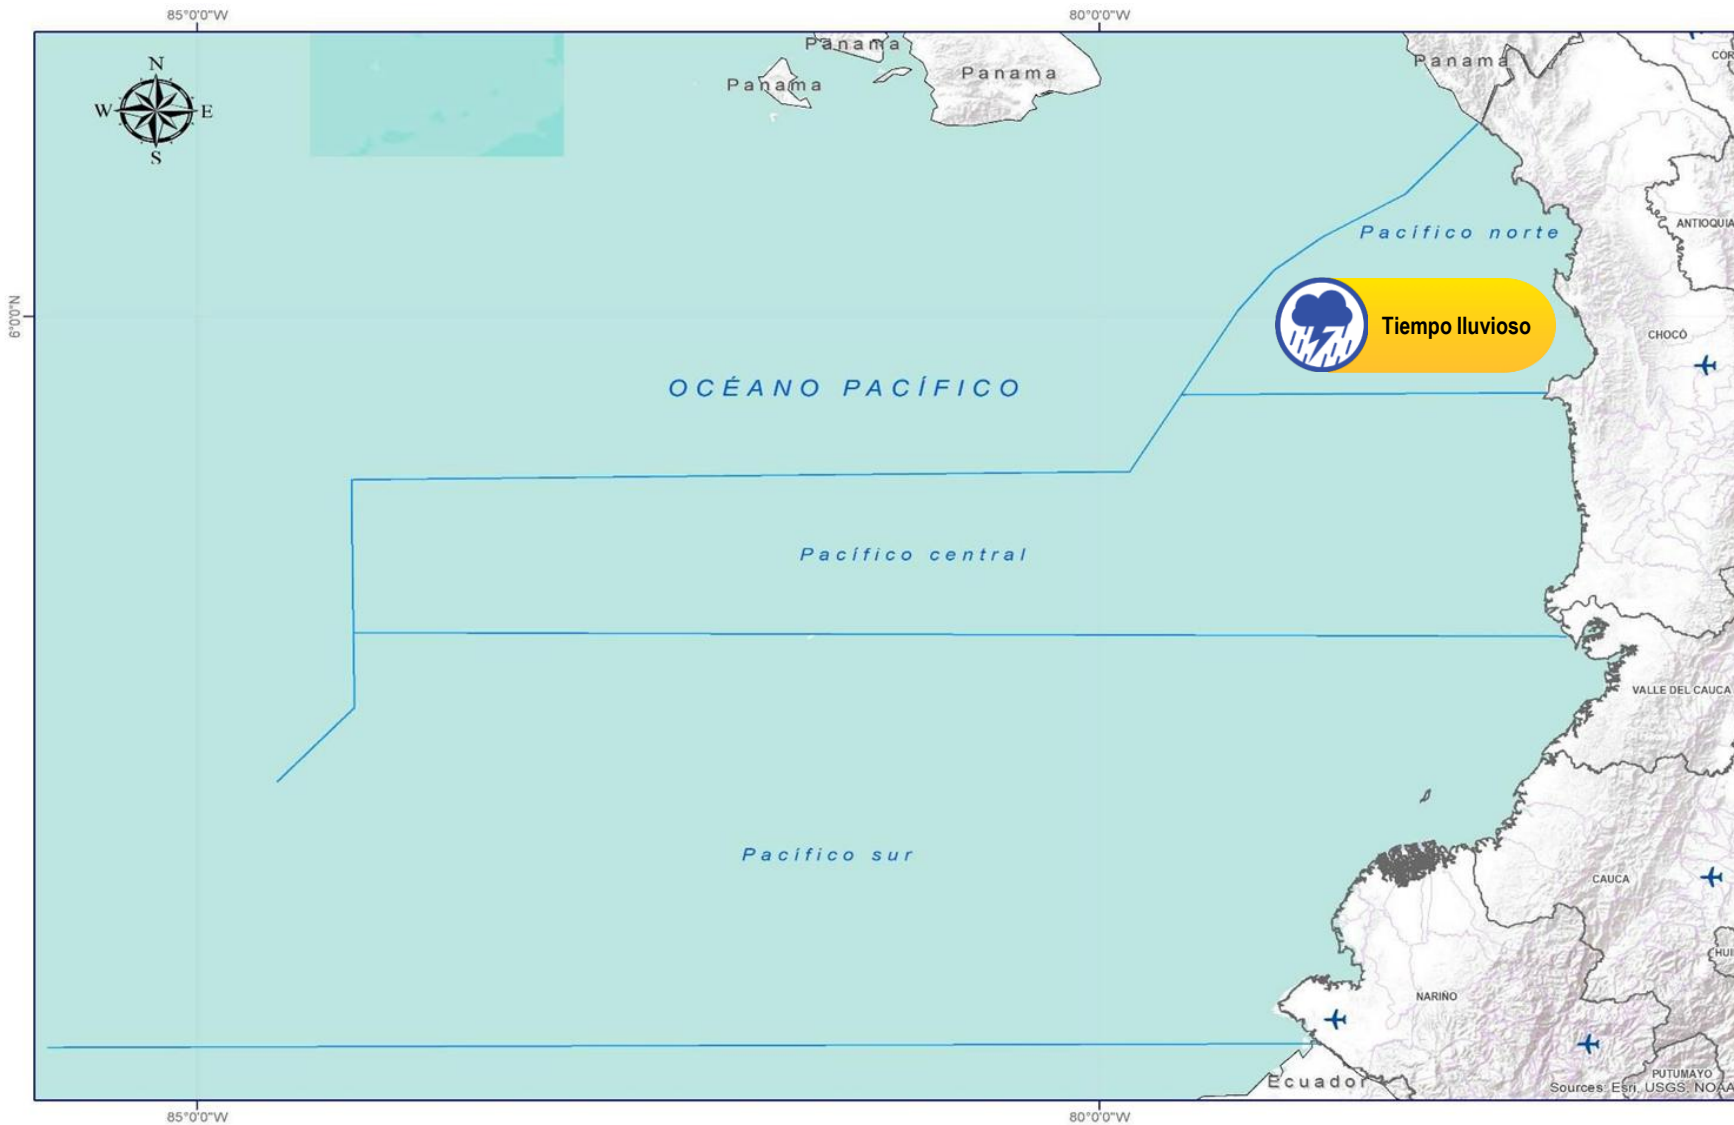 85°0'0"W
80°0'0"W
Panama
Panama
Panama
Panama
N
W
E
S
ANTIOQUIA
Pacífico norte
6°0'0"N
Tiempo lluvioso
CHOCÓ
OCÉANO PACÍFICO
Pacífico central
VALLE DEL CAUCA
Pacífico sur
CAUCA
HUI
NARIÑO
PUTUMAYO
Ecuador
Sources: Esri, USGS, NOAA
85°0'0"W
80°0'0"W